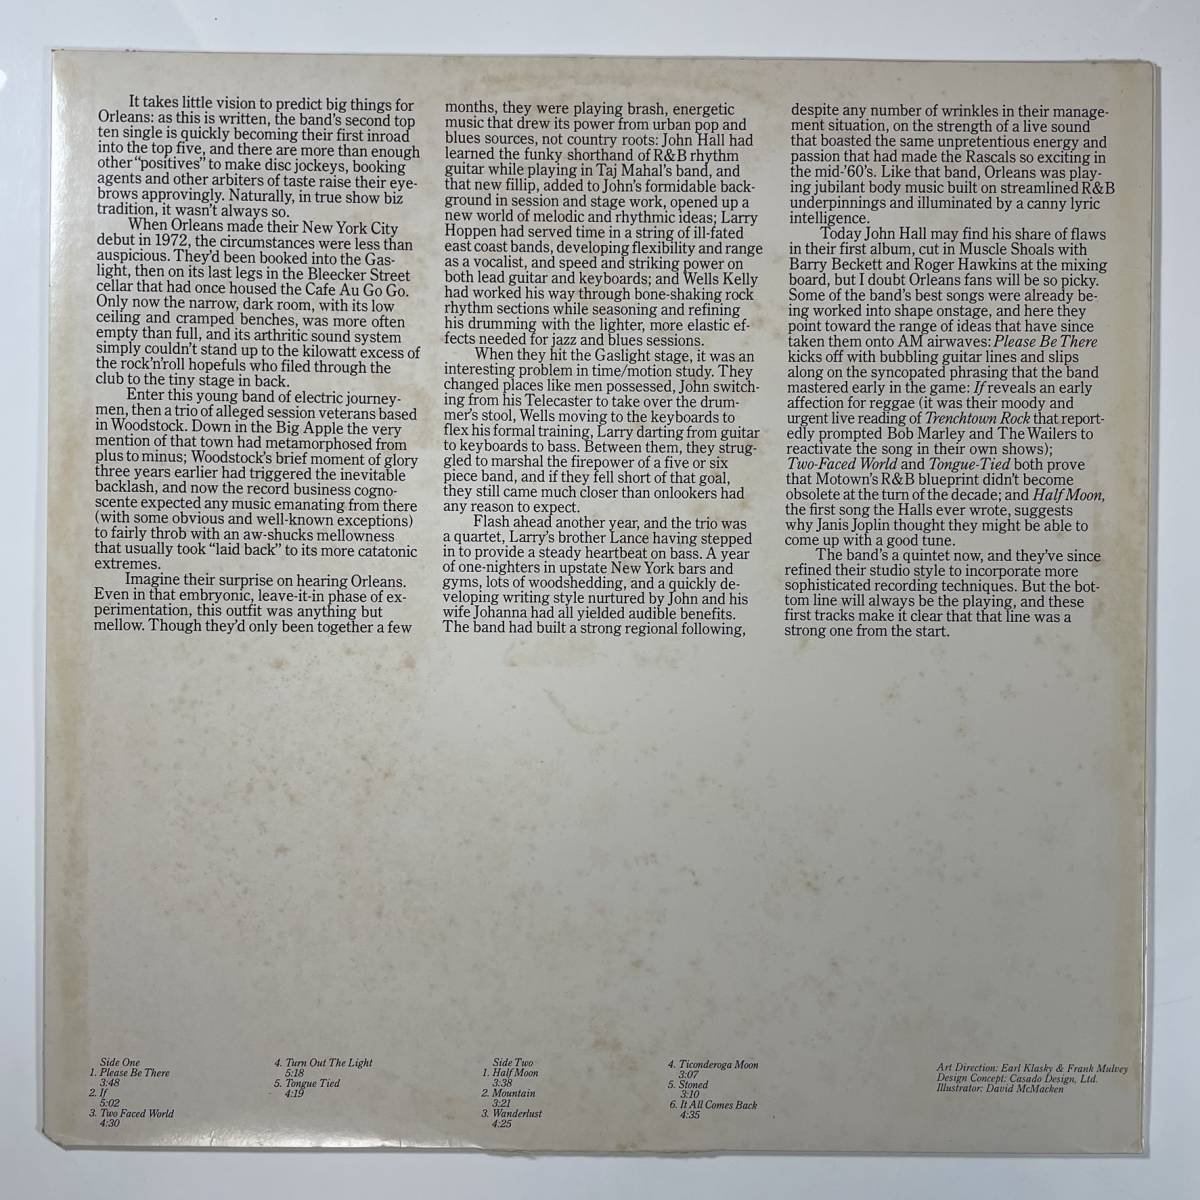 It takes little vision to predict big things for
Orleans: as this is written, the band's second top
ten single is quickly becoming their first inroad
into the top five, and there are more than enough
other "positives" to make disc jockeys, booking
agents and other arbiters of taste raise their eye-
brows approvingly. Naturally, in true show biz
tradition, it wasn't always so.
When Orleans made their New York City
debut in 1972, the circumstances were less than
auspicious. They'd been booked into the Gas-
light, then on its last legs in the Bleecker Street
cellar that had once housed the Cafe Au Go Go.
Only now the narrow, dark room, with its low
ceiling and cramped benches, was more often
empty than full, and its arthritic sound system
simply couldn't stand up to the kilowatt excess of
the rock'n'roll hopefuls who filed through the
club to the tiny stage in back.
Enter this young band of electric journey-
men, then a trio of alleged session veterans based
in Woodstock. Down in the Big Apple the very
mention of that town had metamorphosed from
plus to minus; Woodstock's brief moment of glory
three years earlier had triggered the inevitable
backlash, and now the record business cogno-
scente expected any music emanating from there
(with some obvious and well-known exceptions)
to fairly throb with an aw-shucks mellowness
that usually took "laid back" to its more catatonic
extremes.
Imagine their surprise on hearing Orleans.
Even in that embryonic, leave-it-in phase of ex-
perimentation, this outfit was anything but
mellow. Though they'd only been together a few
months, they were playing brash, energetic
music that drew its power from urban pop and
blues sources, not country roots: John Hall had
learned the funky shorthand of R&B rhythm
guitar while playing in Taj Mahal's band, and
that new fillip, added to John's formidable back-
ground in session and stage work, opened up a
new world of melodic and rhythmic ideas; Larry
Hoppen had served time in a string of ill-fated
east coast bands, developing flexibility and range
as a vocalist, and speed and striking power on
both lead guitar and keyboards; and Wells Kelly
had worked his way through bone-shaking rock
rhythm sections while seasoning and refining
his drumming with the lighter, more elastic ef-
fects needed for jazz and blues sessions.
When they hit the Gaslight stage, it was an
interesting problem in time/motion study. They
changed places like men possessed, John switch-
ing from his Telecaster to take over the drum-
mer's stool, Wells moving to the keyboards to
flex his formal training, Larry darting from guitar
to keyboards to bass. Between them, they strug-
gled to marshal the firepower of a five or six
piece band, and if they fell short of that goal,
they still came much closer than onlookers had
any reason to expect.
Flash ahead another year, and the trio was
a quartet, Larry's brother Lance having stepped
in to provide a steady heartbeat on bass. A year
of one-nighters in upstate New York bars and
gyms, lots of woodshedding, and a quickly de-
veloping writing style nurtured by John and his
wife Johanna had all yielded audible benefits.
The band had built a strong regional following,
despite any number of wrinkles in their manage-
ment situation, on the strength of a live sound
that boasted the same unpretentious energy and
passion that had made the Rascals so exciting in
the mid-'60's. Like that band, Orleans was play-
ing jubilant body music built on streamlined R&B
underpinnings and illuminated by a canny lyric
intelligence.
Today John Hall may find his share of flaws
in their first album, cut in Muscle Shoals with
Barry Beckett and Roger Hawkins at the mixing
board, but I doubt Orleans fans will be so picky.
Some of the band's best songs were already be-
ing worked into shape onstage, and here they
point toward the range of ideas that have since
taken them onto AM airwaves: Please Be There
kicks off with bubbling guitar lines and slips
along on the syncopated phrasing that the band
mastered early in the game: If reveals an early
affection for reggae (it was their moody and
urgent live reading of Trenchtown Rock that report-
edly prompted Bob Marley and The Wailers to
reactivate the song in their own shows);
Two-Faced World and Tongue-Tied both prove
that Motown's R&B blueprint didn't become
obsolete at the turn of the decade; and Half Moon,
the first song the Halls ever wrote, suggests
why Janis Joplin thought they might be able to
come up with a good tune.
The band's a quintet now, and they've since
refined their studio style to incorporate more
sophisticated recording techniques. But the bot-
tom line will always be the playing, and these
first tracks make it clear that that line was a
strong one from the start.
Side One
1. Please Be There
3:48
2. If
5:02
3. Two Faced World
4:30
4. Turn Out The Light
5:18
5. Tongue Tied
4:19
Side Two
1. Half Moon
3:38
2. Mountain
3:21
3. Wanderlust
4:25
4. Ticonderoga Moon
3:07
5. Stoned
3:10
6. It All Comes Back
4:35
Art Direction: Earl Klasky & Frank Mulvey
Design Concept: Casado Design, Ltd.
Illustrator: David McMacken